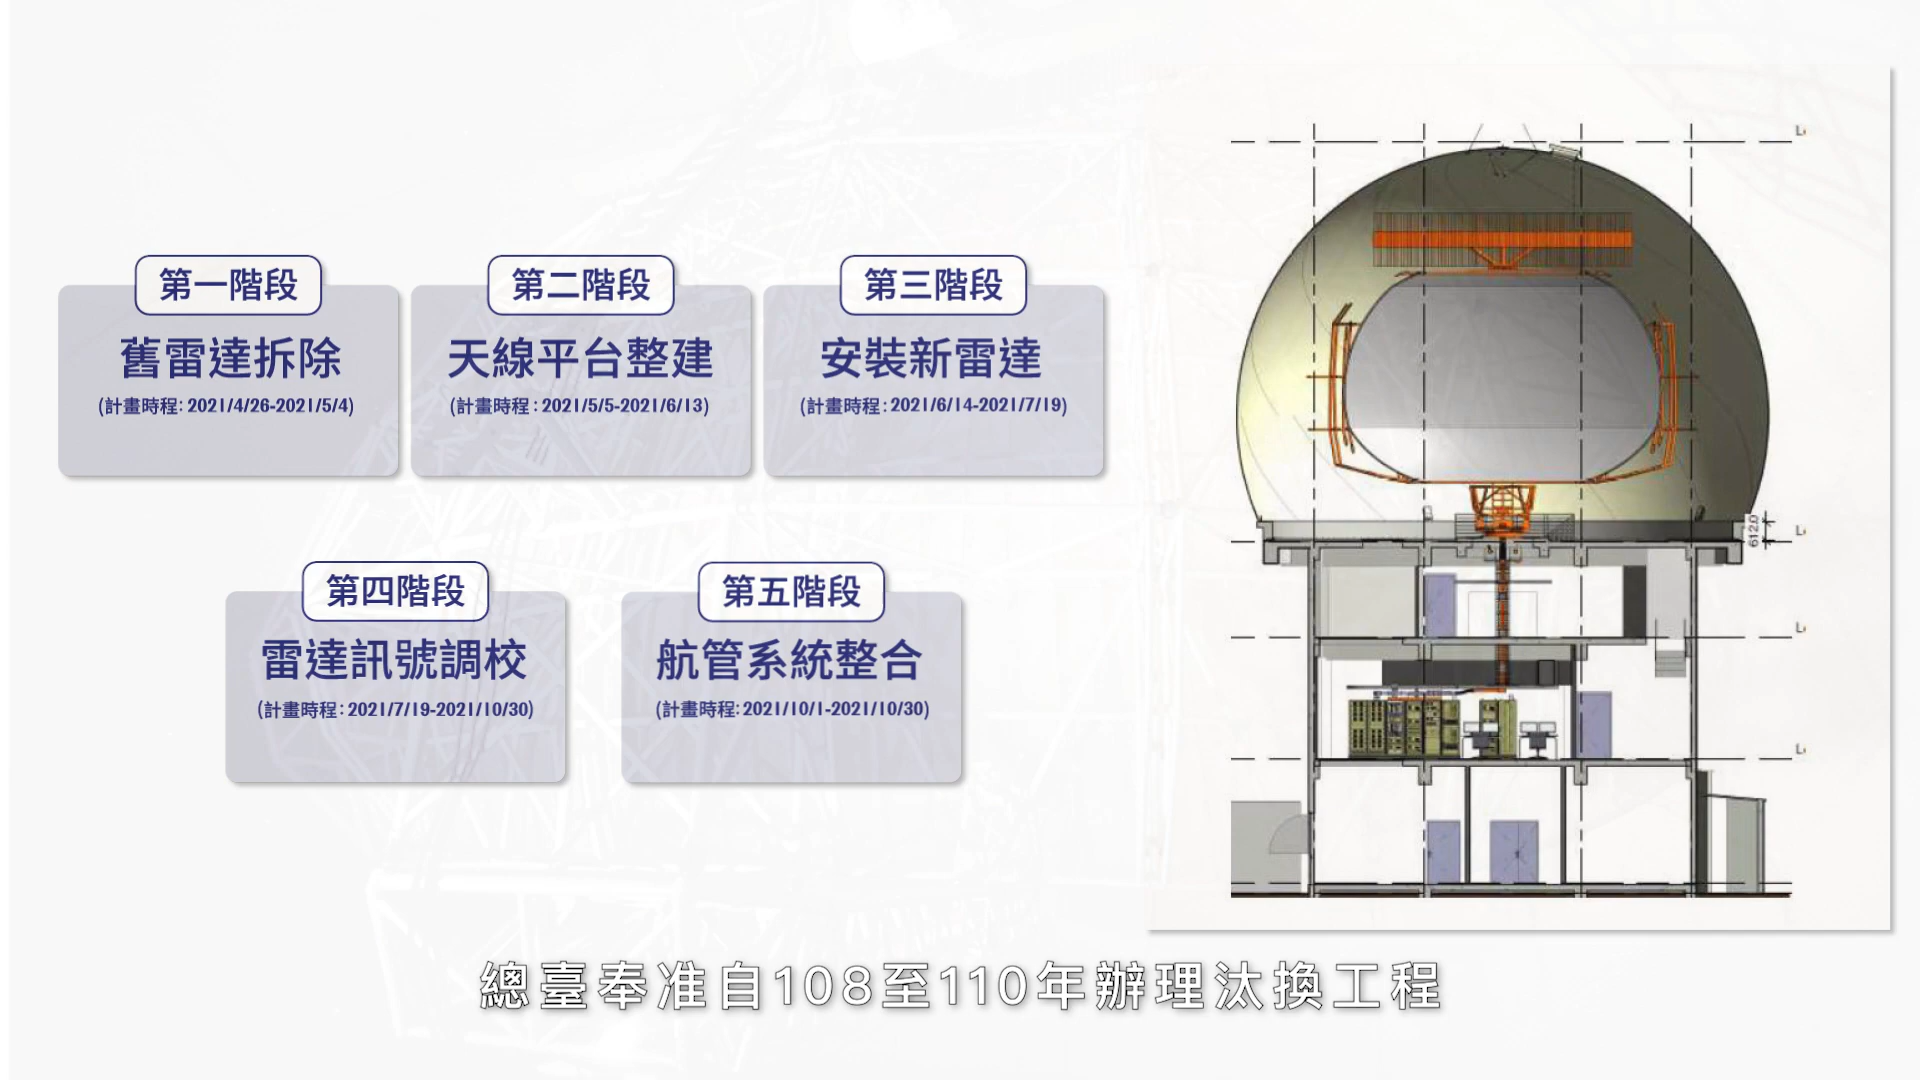 第一階段
舊雷達拆除
(計畫時程: 2021/4/26-2021/5/4)
第二階段
天線平台整建
(計畫時程: 2021/5/5-2021/6/13)
第三階段
安裝新雷達
(計畫時程: 2021/6/14-2021/7/19)
第四階段
雷達訊號調校
(計畫時程: 2021/7/19-2021/10/30)
第五階段
航管系統整合
(計畫時程: 2021/10/1-2021/10/30)
612.0
總臺奉准自108至110年辦理汰換工程